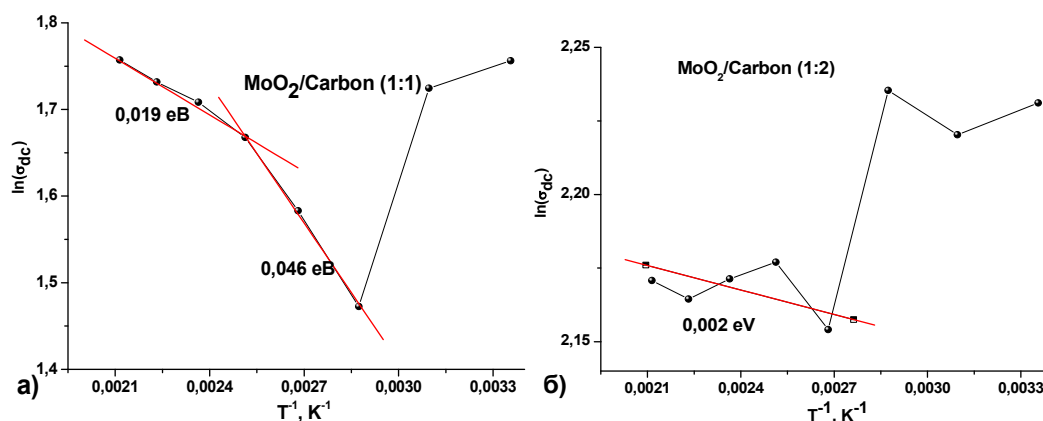 1,8
1,7
1,6
1,5
1,4
ln(σdc)
MoO2/Carbon (1:1)
0,019 eB
0,046 eB
0,0021 0,0024 0,0027 0,0030 0,0033
T-1, K-1
а)
2,25
2,20
2,15
ln(σdc)
MoO2/Carbon (1:2)
0,002 eV
0,0021 0,0024 0,0027 0,0030 0,0033
T-1, K-1
б)